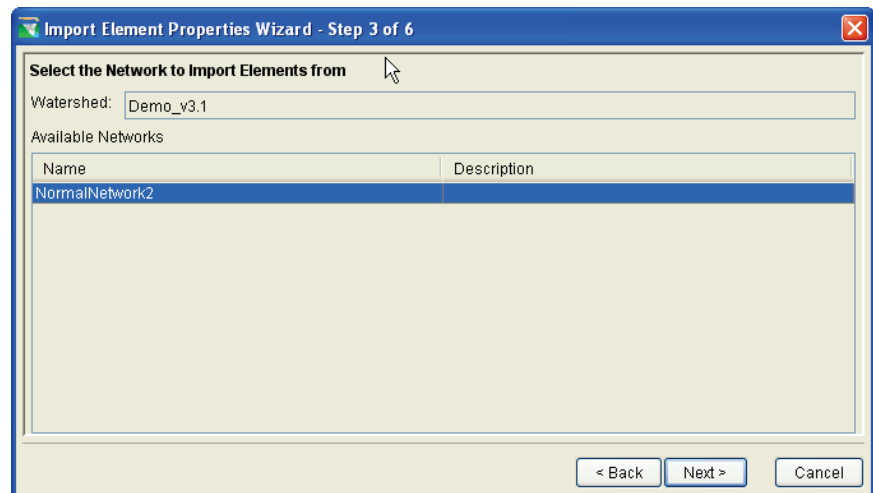 Import Element Properties Wizard - Step 3 of 6
Select the Network to Import Elements from
Watershed: Demo_v3.1
Available Networks
Name Description
NormalNetwork2
< Back Next > Cancel